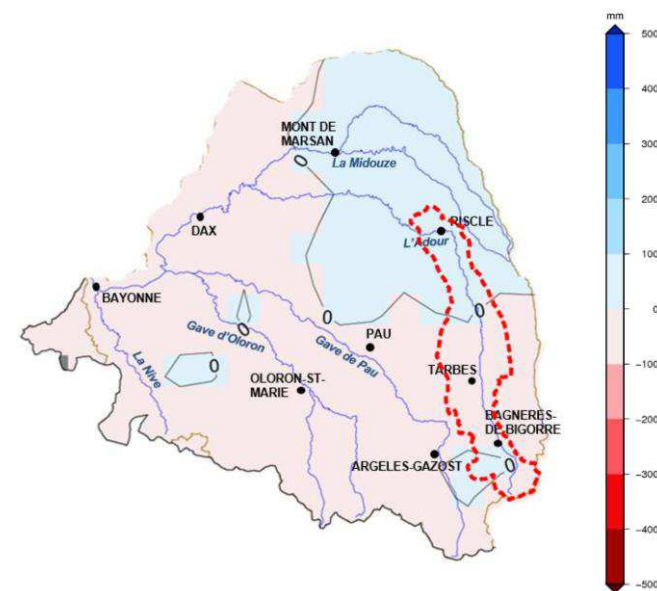 mm
500
400
300
200
100
0
−100
−200
−300
−400
−500
MONT DE
MARSAN
La Midouze
0
DAX
RISCLE
L'Adour
BAYONNE
0
0
0
Gave d'Oloron
Gave de Pau
PAU
La Nive
0
OLORON-ST-
MARIE
TARBES
BAGNERES-
DE-BIGORRE
ARGELES-GAZOST
0